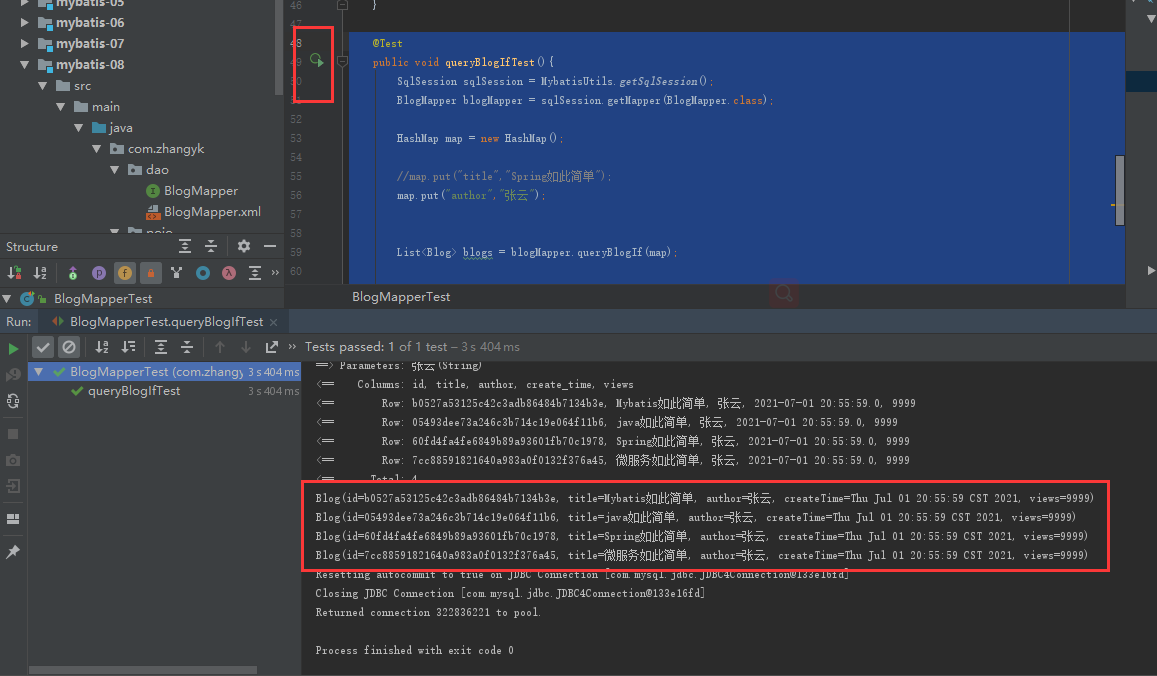 mybatis-05
mybatis-06
mybatis-07
mybatis-08
src
main
java
com.zhangyk
dao
BlogMapper
BlogMapper.xml
pojo
46 }
47
48 @Test
49 public void queryBlogIfTest(){
50 SqlSession sqlSession = MybatisUtils.getSqlSession();
51 BlogMapper blogMapper = sqlSession.getMapper(BlogMapper.class);
52
53 HashMap map = new HashMap();
54
55 //map.put("title","Spring如此简单");
56 map.put("author","张云");
57
58
59 List<Blog> blogs = blogMapper.queryBlogIf(map);
60
BlogMapperTest
Structure
BlogMapperTest
Run: BlogMapperTest.queryBlogIfTest
Tests passed: 1 of 1 test – 3 s 404 ms
BlogMapperTest (com.zhangy 3 s 404 ms
queryBlogIfTest 3 s 404 ms
==> Parameters: 张云(String)
<== Columns: id, title, author, create_time, views
<== Row: b0527a53125c42c3adb86484b7134b3e, Mybatis如此简单, 张云, 2021-07-01 20:55:59.0, 9999
<== Row: 05493dee73a246c3b714c19e064f11b6, java如此简单, 张云, 2021-07-01 20:55:59.0, 9999
<== Row: 60fd4fa4fe6849b89a93601fb70c1978, Spring如此简单, 张云, 2021-07-01 20:55:59.0, 9999
<== Row: 7cc88591821640a983a0f0132f376a45, 微服务如此简单, 张云, 2021-07-01 20:55:59.0, 9999
<== Total: 4
Blog(id=b0527a53125c42c3adb86484b7134b3e, title=Mybatis如此简单, author=张云, createTime=Thu Jul 01 20:55:59 CST 2021, views=9999)
Blog(id=05493dee73a246c3b714c19e064f11b6, title=java如此简单, author=张云, createTime=Thu Jul 01 20:55:59 CST 2021, views=9999)
Blog(id=60fd4fa4fe6849b89a93601fb70c1978, title=Spring如此简单, author=张云, createTime=Thu Jul 01 20:55:59 CST 2021, views=9999)
Blog(id=7cc88591821640a983a0f0132f376a45, title=微服务如此简单, author=张云, createTime=Thu Jul 01 20:55:59 CST 2021, views=9999)
Resetting autocommit to true on JDBC Connection [com.mysql.jdbc.JDBC4Connection@133e16fd]
Closing JDBC Connection [com.mysql.jdbc.JDBC4Connection@133e16fd]
Returned connection 322836221 to pool.
Process finished with exit code 0